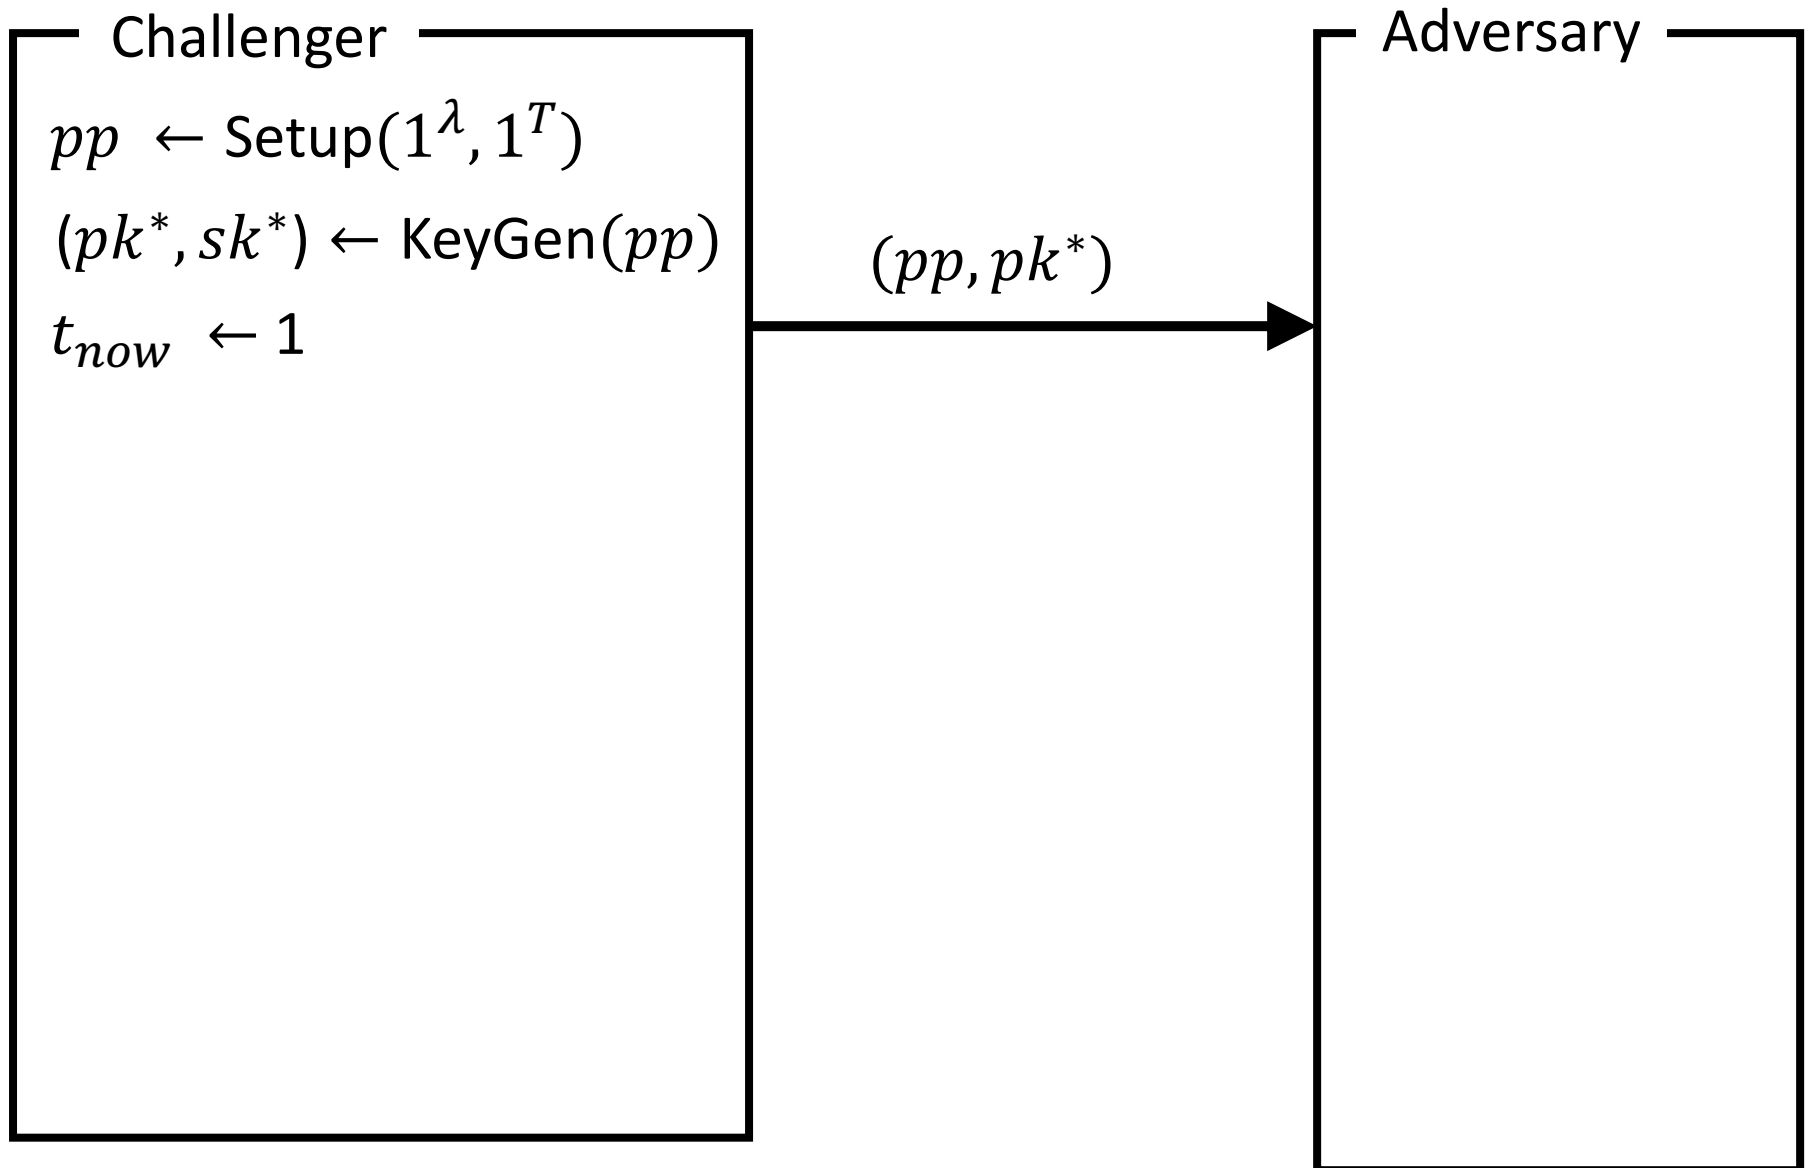 Challenger
Adversary
pp ← Setup(1^λ, 1^T)
(pk*, sk*) ← KeyGen(pp)
t_now ← 1
(pp, pk*)